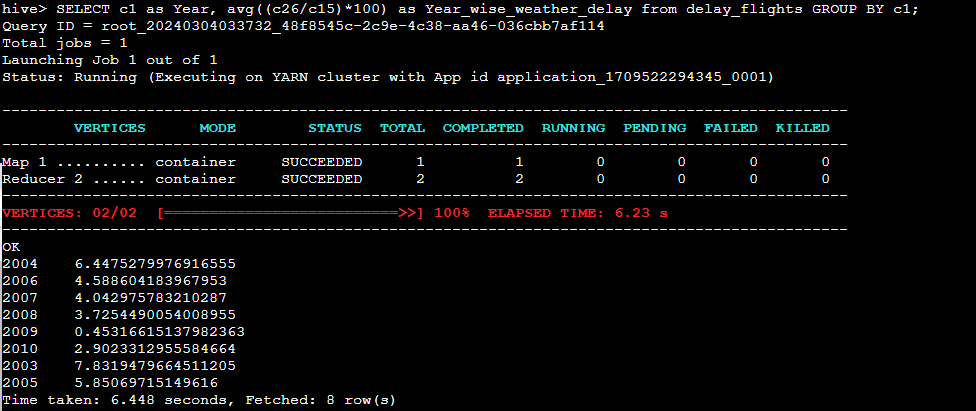 hive> SELECT c1 as Year, avg((c26/c15)*100) as Year_wise_weather_delay from delay_flights GROUP BY c1;
Query ID = root_20240304033732_48f8545c-2c9e-4c38-aa46-036cbb7af114
Total jobs = 1
Launching Job 1 out of 1
Status: Running (Executing on YARN cluster with App id application_1709522294345_0001)
----------------------------------------------------------------------------------------------
VERTICES MODE STATUS TOTAL COMPLETED RUNNING PENDING FAILED KILLED
----------------------------------------------------------------------------------------------
Map 1 .......... container SUCCEEDED 1 1 0 0 0 0
Reducer 2 ...... container SUCCEEDED 2 2 0 0 0 0
----------------------------------------------------------------------------------------------
VERTICES: 02/02 [==========================>>] 100% ELAPSED TIME: 6.23 s
----------------------------------------------------------------------------------------------
OK
2004 6.4475279976916555
2006 4.588604183967953
2007 4.042975783210287
2008 3.7254490054008955
2009 0.45316615137982363
2010 2.9023312955584664
2003 7.8319479664511205
2005 5.85069715149616
Time taken: 6.448 seconds, Fetched: 8 row(s)